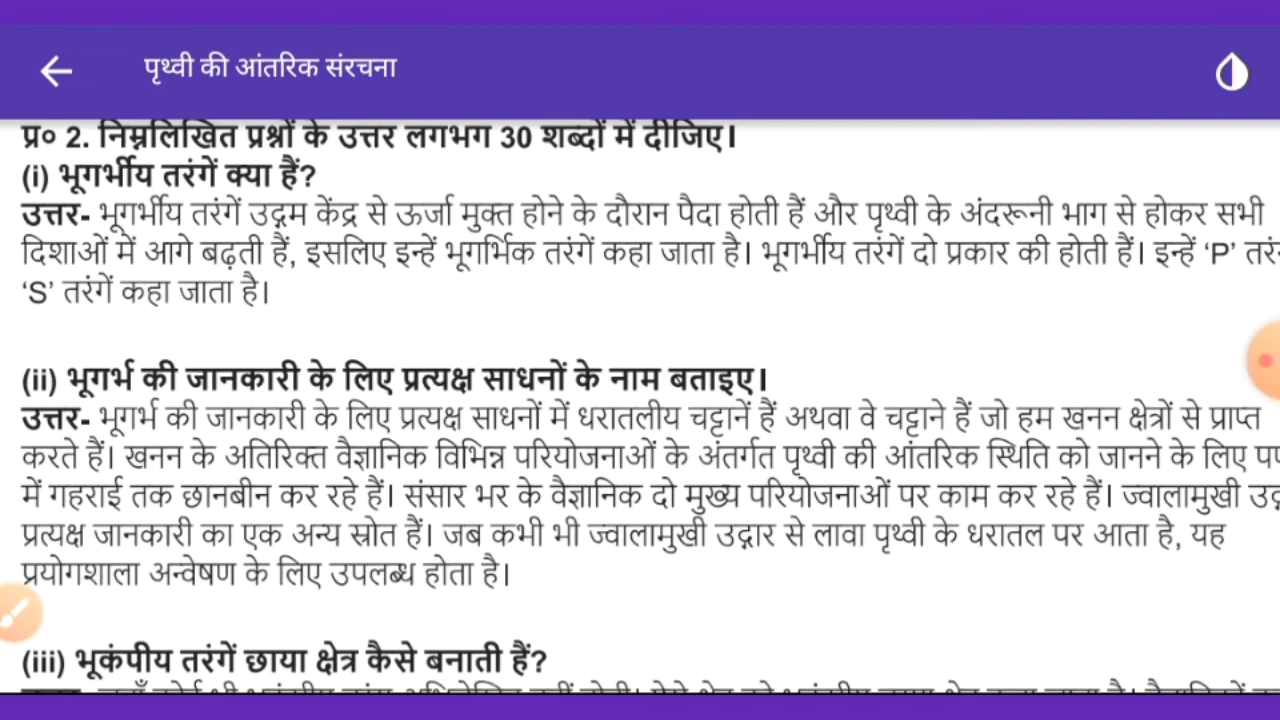 पृथ्वी की आंतरिक संरचना
प्र० 2. निम्नलिखित प्रश्नों के उत्तर लगभग 30 शब्दों में दीजिए।
(i) भूगर्भीय तरंगें क्या हैं?
उत्तर- भूगर्भीय तरंगें उद्गम केंद्र से ऊर्जा मुक्त होने के दौरान पैदा होती हैं और पृथ्वी के अंदरूनी भाग से होकर सभी
दिशाओं में आगे बढ़ती हैं, इसलिए इन्हें भूगर्भिक तरंगें कहा जाता है। भूगर्भीय तरंगें दो प्रकार की होती हैं। इन्हें ‘P’
‘S’ तरंगें कहा जाता है।
(ii) भूगर्भ की जानकारी के लिए प्रत्यक्ष साधनों के नाम बताइए।
उत्तर- भूगर्भ की जानकारी के लिए प्रत्यक्ष साधनों में धरातलीय चट्टानें हैं अथवा वे चट्टाने हैं जो हम खनन क्षेत्रों से प्राप्त
करते हैं। खनन के अतिरिक्त वैज्ञानिक विभिन्न परियोजनाओं के अंतर्गत पृथ्वी की आंतरिक स्थिति को जानने के लिए
में गहराई तक छानबीन कर रहे हैं। संसार भर के वैज्ञानिक दो मुख्य परियोजनाओं पर काम कर रहे हैं। ज्वालामुखी
प्रत्यक्ष जानकारी का एक अन्य स्रोत हैं। जब कभी भी ज्वालामुखी उद्गार से लावा पृथ्वी के धरातल पर आता है, यह
प्रयोगशाला अन्वेषण के लिए उपलब्ध होता है।
(iii) भूकंपीय तरंगें छाया क्षेत्र कैसे बनाती हैं?